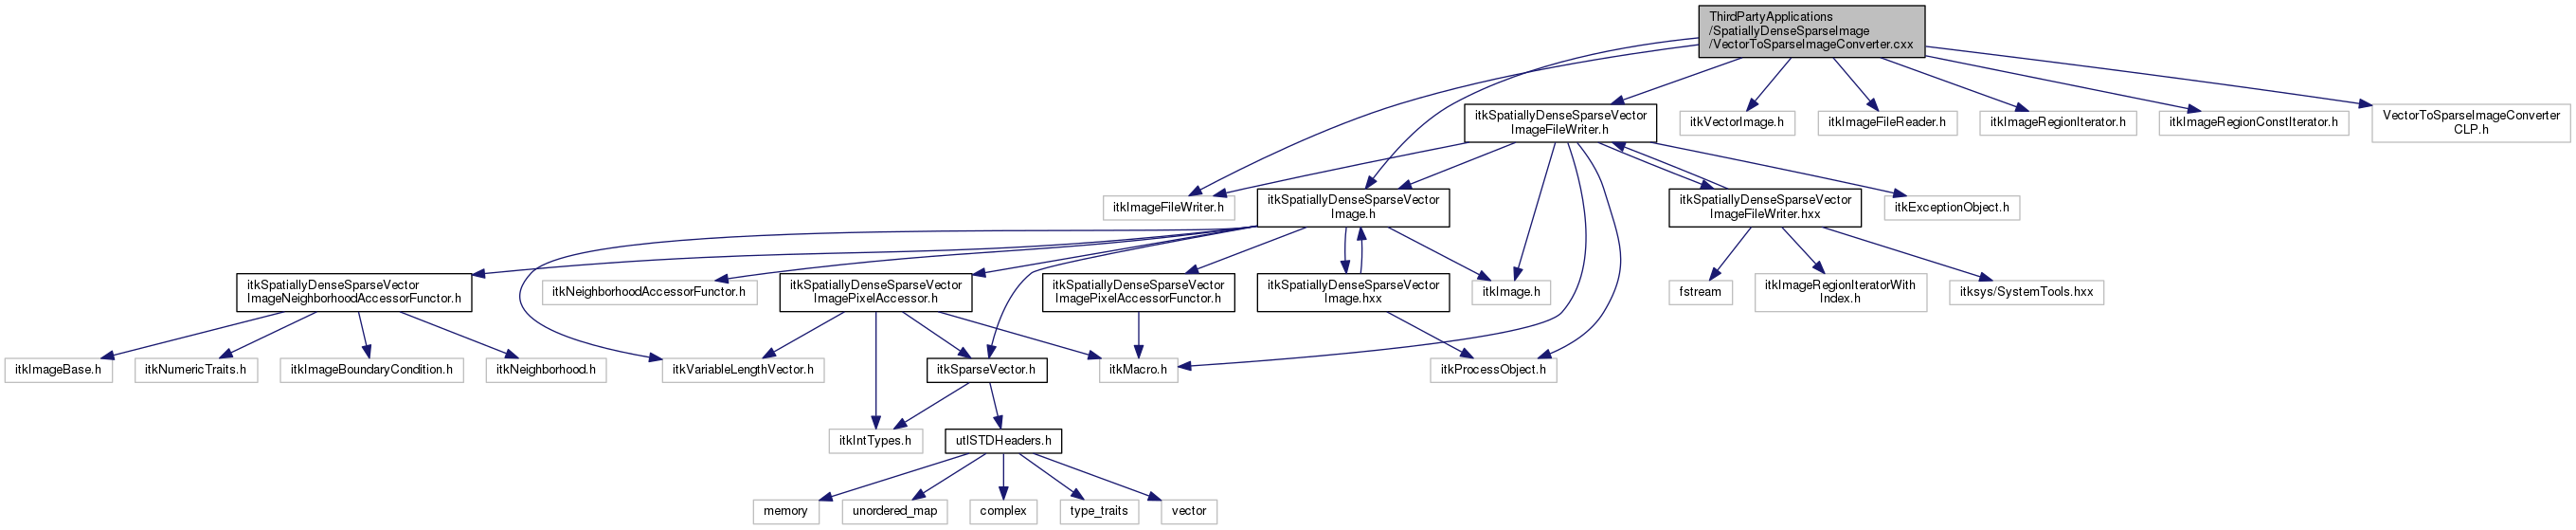 ThirdPartyApplications
/SpatiallyDenseSparseImage
/VectorToSparseImageConverter.cxx
itkSpatiallyDenseSparseVector
ImageFileWriter.h
itkVectorImage.h
itkImageFileReader.h
itkImageRegionIterator.h
itkImageRegionConstIterator.h
VectorToSparseImageConverter
CLP.h
itkImageFileWriter.h
itkSpatiallyDenseSparseVector
Image.h
itkSpatiallyDenseSparseVector
ImageFileWriter.hxx
itkExceptionObject.h
itkSpatiallyDenseSparseVector
ImageNeighborhoodAccessorFunctor.h
itkNeighborhoodAccessorFunctor.h
itkSpatiallyDenseSparseVector
ImagePixelAccessor.h
itkSpatiallyDenseSparseVector
ImagePixelAccessorFunctor.h
itkSpatiallyDenseSparseVector
Image.hxx
itkImage.h
fstream
itkImageRegionIteratorWith
Index.h
itksys/SystemTools.hxx
itkImageBase.h
itkNumericTraits.h
itkImageBoundaryCondition.h
itkNeighborhood.h
itkVariableLengthVector.h
itkSparseVector.h
itkMacro.h
itkProcessObject.h
itkIntTypes.h
utlSTDHeaders.h
memory
unordered_map
complex
type_traits
vector